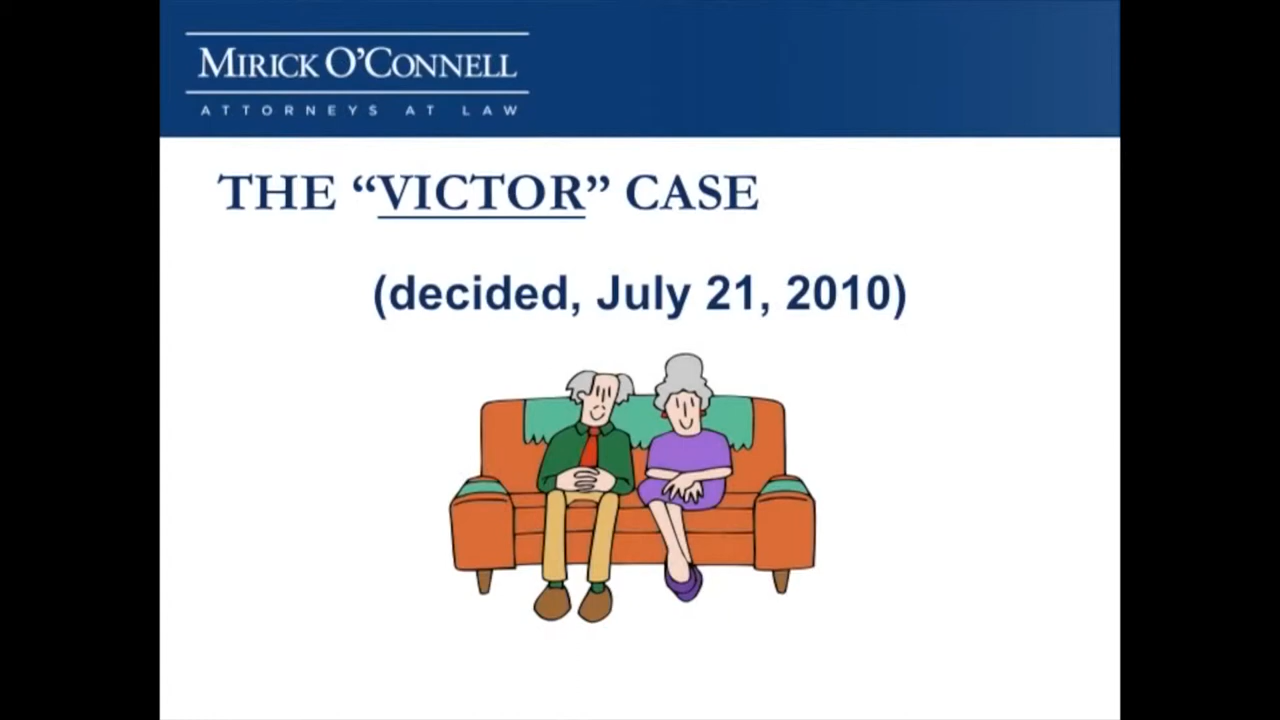 MIRICK O'CONNELL
ATTORNEYS AT LAW
THE “VICTOR” CASE
(decided, July 21, 2010)